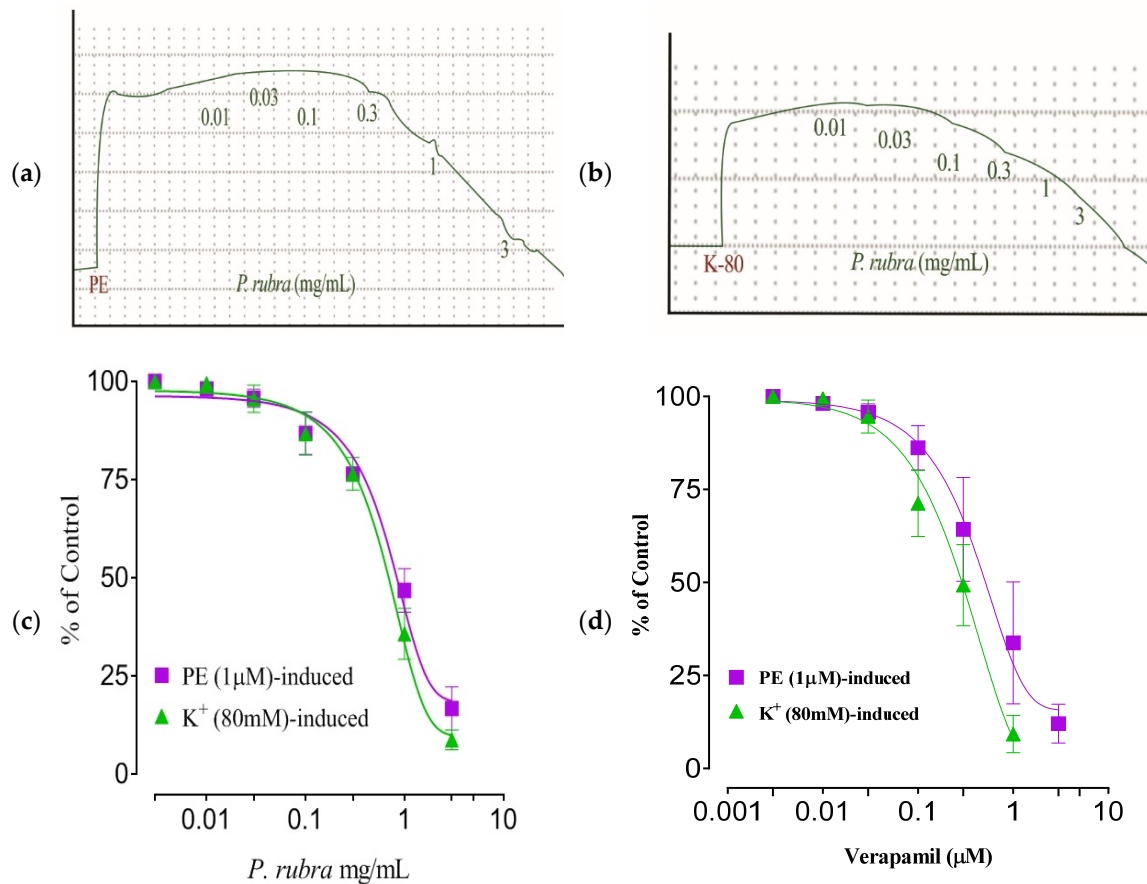 (a)
0.01
0.03
0.1
0.3
1
3
PE
P. rubra (mg/mL)
(b)
0.01
0.03
0.1
0.3
1
3
K-80
P. rubra (mg/mL)
(c)
% of Control
100
75
50
25
0
PE (1μM)-induced
K+ (80mM)-induced
0.01 0.1 1 10
P. rubra mg/mL
(d)
% of Control
100
75
50
25
0
PE (1μM)-induced
K+ (80mM)-induced
0.001 0.01 0.1 1 10
Verapamil (μM)